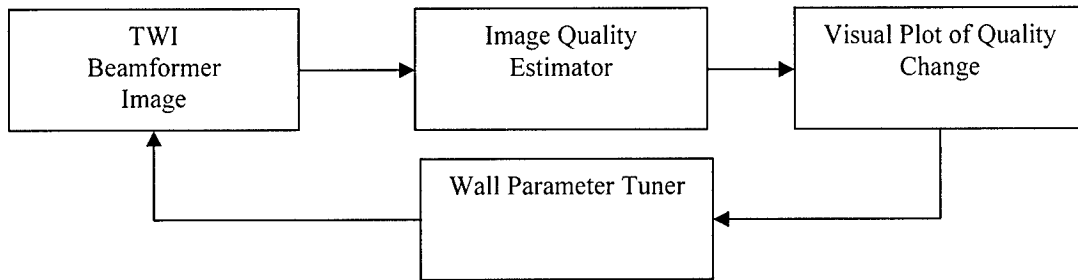 TWI
Beamformer
Image
Image Quality
Estimator
Visual Plot of Quality
Change
Wall Parameter Tuner